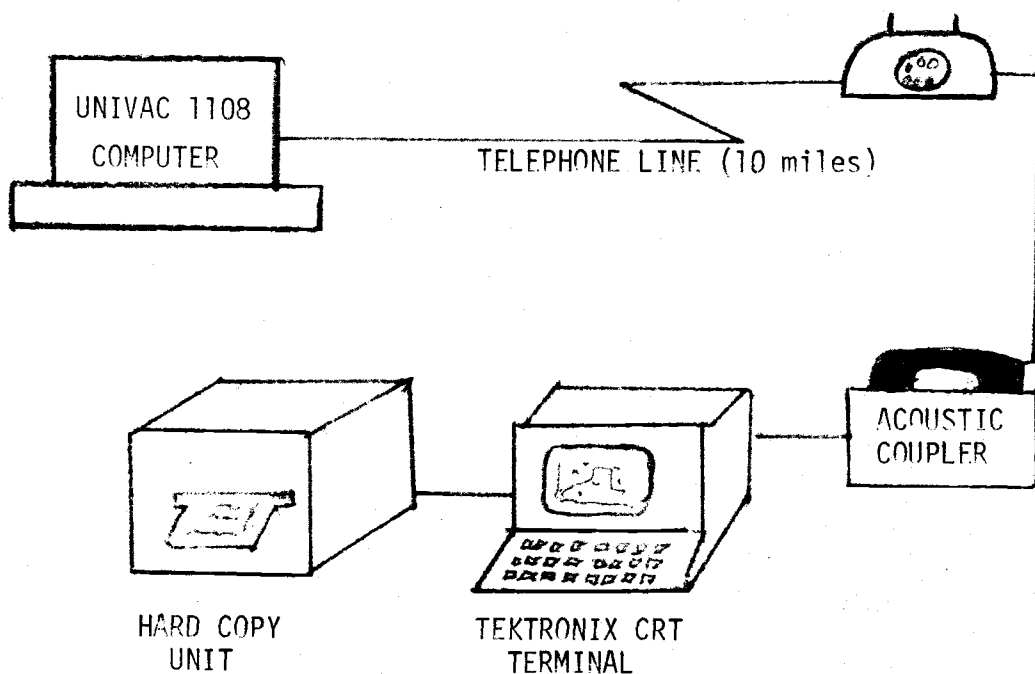 UNIVAC 1108
COMPUTER
TELEPHONE LINE (10 miles)
ACOUSTIC
COUPLER
HARD COPY
UNIT
TEKTRONIX CRT
TERMINAL